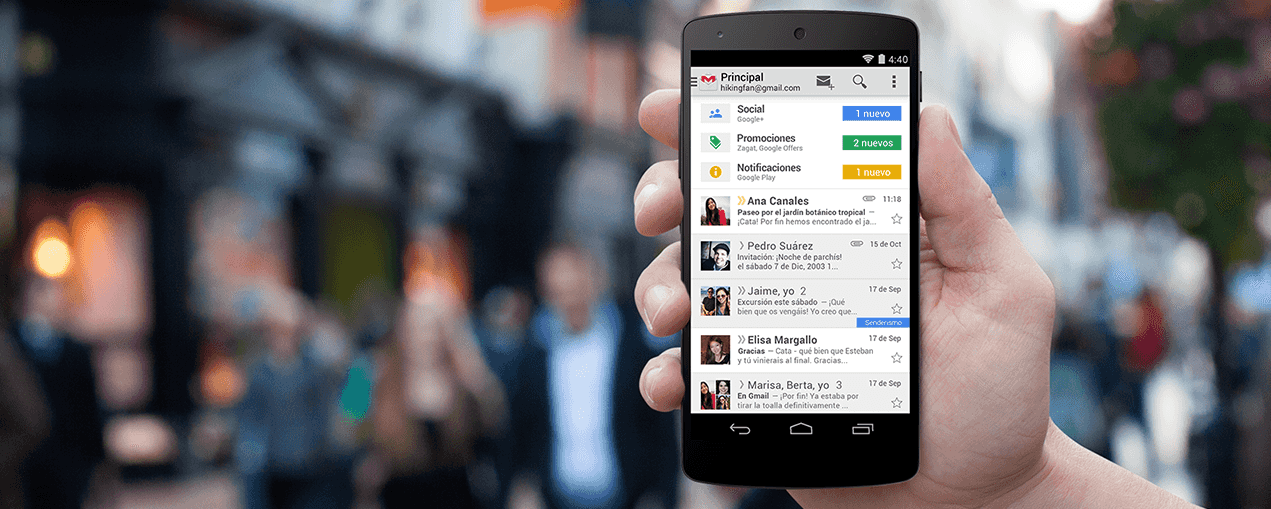 4:40
Principal
hikingfan@gmail.com
Social
Google+
1 nuevo
Promociones
Zagat, Google Offers
2 nuevos
Notificaciones
Google Play
1 nuevo
Ana Canales
11:18
Paseo por el jardín botánico tropical —
¡Cata! Por fin hemos encontrado el ja...
Pedro Suárez
15 de Oct
Invitación: ¡Noche de parchís!
el sábado 7 de Dic, 2003 1...
Jaime, yo 2
17 de Sep
Excursión este sábado — ¡Qué
bien que os vengáis! Yo creo que...
Senderismo
Elisa Margallo
17 de Sep
Gracias — Cata - qué bien que Esteban
y tú vinierais al final. Gracias...
Marisa, Berta, yo 3
17 de Sep
En Gmail — ¡Por fin! Ya estaba por
tirar la toalla definitivamente ...